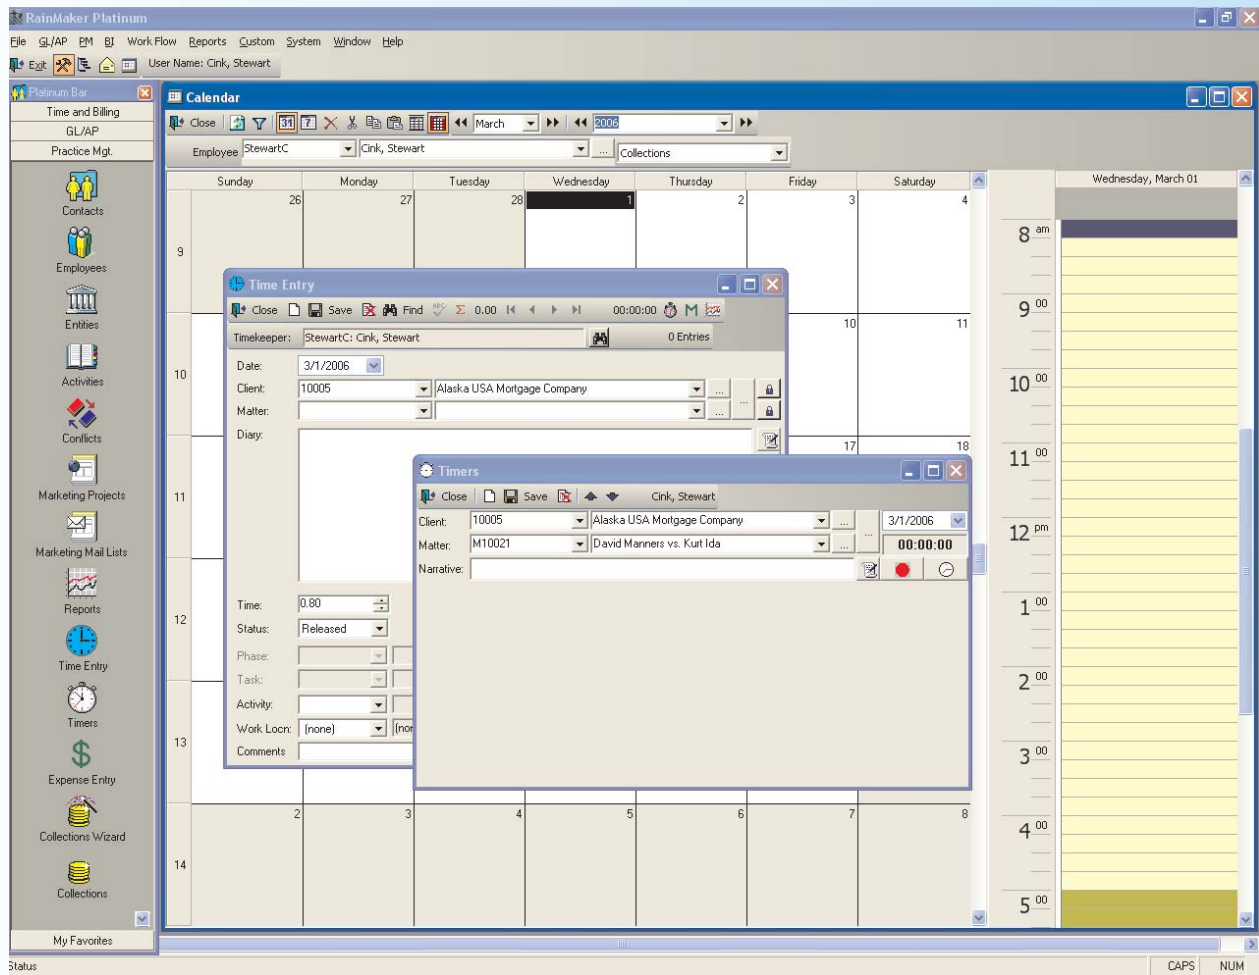 RainMaker Platinum
File GL/AP PM BI Work Flow Reports Custom System Window Help
Exit User Name: Cink, Stewart
Platinum Bar
Time and Billing
GL/AP
Practice Mgt.
Contacts
Employees
Entities
Activities
Conflicts
Marketing Projects
Marketing Mail Lists
Reports
Time Entry
Timers
Expense Entry
Collections Wizard
Collections
My Favorites
Calendar
Close 31 7 March 2006
Employee StewartC Cink, Stewart ... Collections
Sunday Monday Tuesday Wednesday Thursday Friday Saturday
26 27 28 1 2 3 4
9
10 11
10
17 18
11
12
13
2 3 4 5 6 7 8
14
Time Entry
Close Save Find ABC Σ 0.00 00:00:00 M
Timekeeper: StewartC: Cink, Stewart 0 Entries
Date: 3/1/2006
Client: 10005 Alaska USA Mortgage Company ...
Matter: ... ...
Diary:
Time: 0.80
Status: Released
Phase:
Task:
Activity:
Work Locn: (none) (nor
Comments
Timers
Close Save Cink, Stewart
Client: 10005 Alaska USA Mortgage Company ... 3/1/2006
Matter: M10021 David Manners vs. Kurt Ida ... ... 00:00:00
Narrative:
Wednesday, March 01
8 am
9 00
10 00
11 00
12 pm
1 00
2 00
3 00
4 00
5 00
Status CAPS NUM